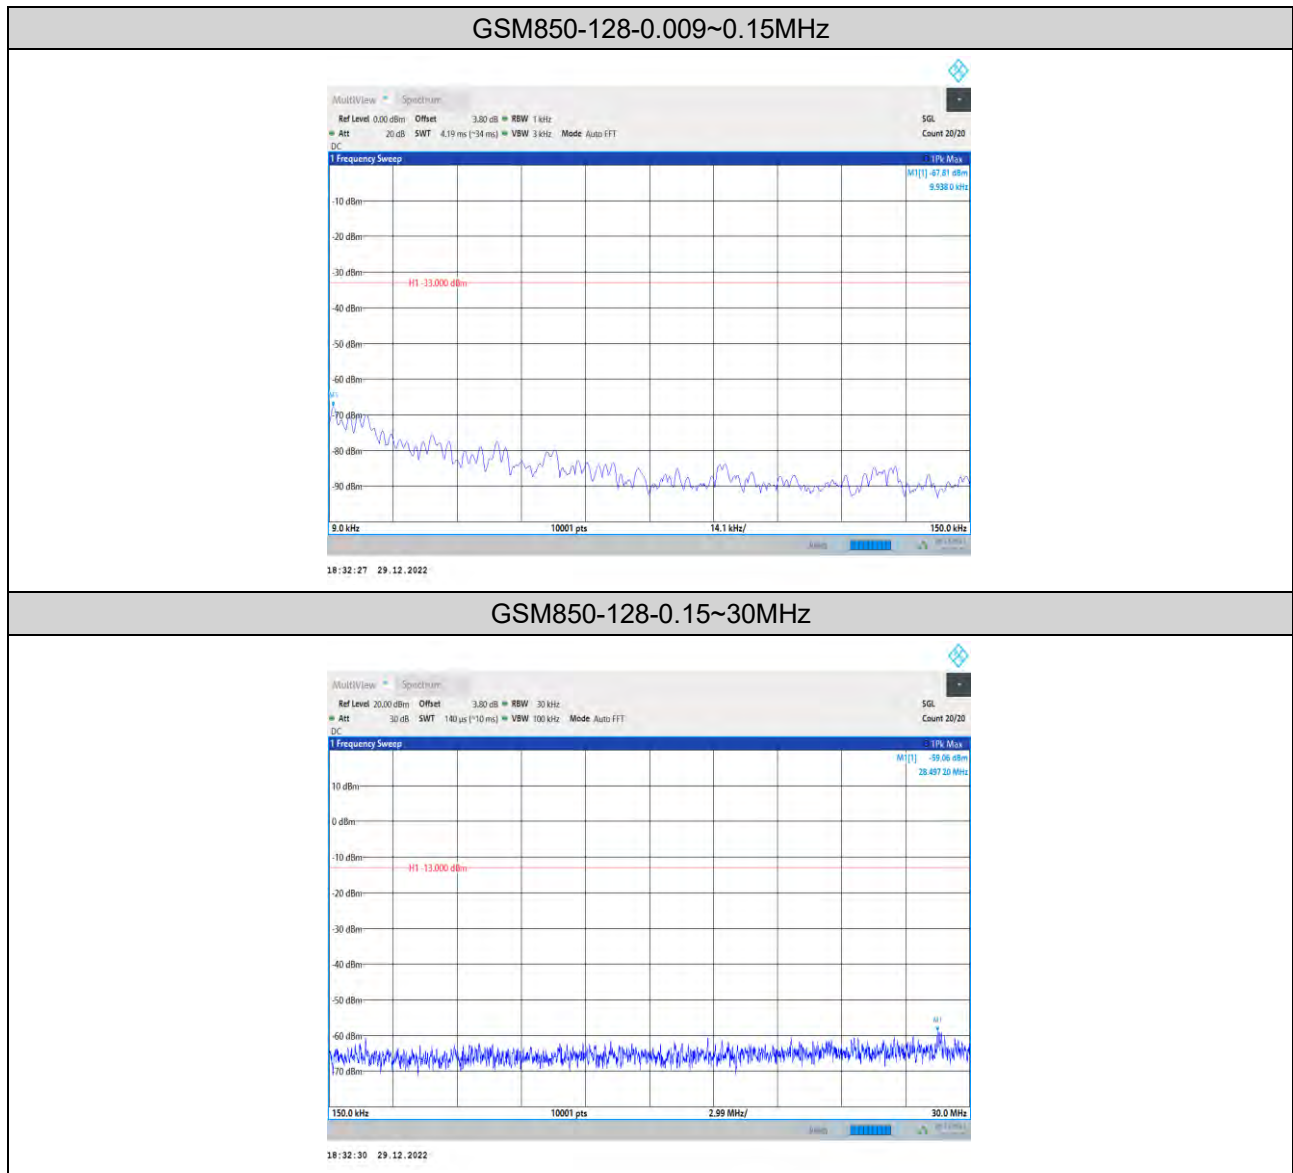 GSM850-128-0.009~0.15MHz
MultiView Spectrum
Ref Level 0.00 dBm Offset 3.80 dB RBW 1 kHz SGL
Att 20 dB SWT 4.19 ms (~34 ms) VBW 3 kHz Mode Auto FFT Count 20/20
DC
1 Frequency Sweep 1Pk Max
M1[1] -67.81 dBm
9.938 0 kHz
-10 dBm
-20 dBm
-30 dBm
H1 -33.000 dBm
-40 dBm
-50 dBm
-60 dBm
M1
-70 dBm
-80 dBm
-90 dBm
9.0 kHz 10001 pts 14.1 kHz/ 150.0 kHz
18:32:27 29.12.2022
GSM850-128-0.15~30MHz
MultiView Spectrum
Ref Level 20.00 dBm Offset 3.80 dB RBW 30 kHz SGL
Att 30 dB SWT 140 µs (~10 ms) VBW 100 kHz Mode Auto FFT Count 20/20
DC
1 Frequency Sweep 1Pk Max
M1[1] -59.06 dBm
28.497 20 MHz
10 dBm
0 dBm
-10 dBm
H1 -13.000 dBm
-20 dBm
-30 dBm
-40 dBm
-50 dBm
M1
-60 dBm
-70 dBm
150.0 kHz 10001 pts 2.99 MHz/ 30.0 MHz
18:32:30 29.12.2022